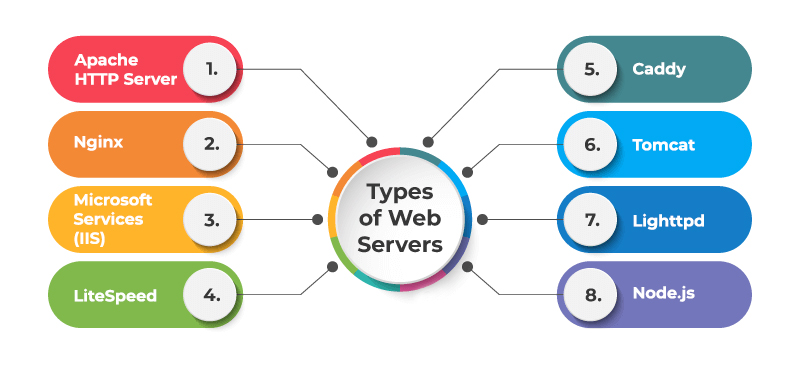 Types
of Web
Servers
Apache
HTTP Server
1.
Nginx
2.
Microsoft
Services
(IIS)
3.
LiteSpeed
4.
5.
Caddy
6.
Tomcat
7.
Lighttpd
8.
Node.js